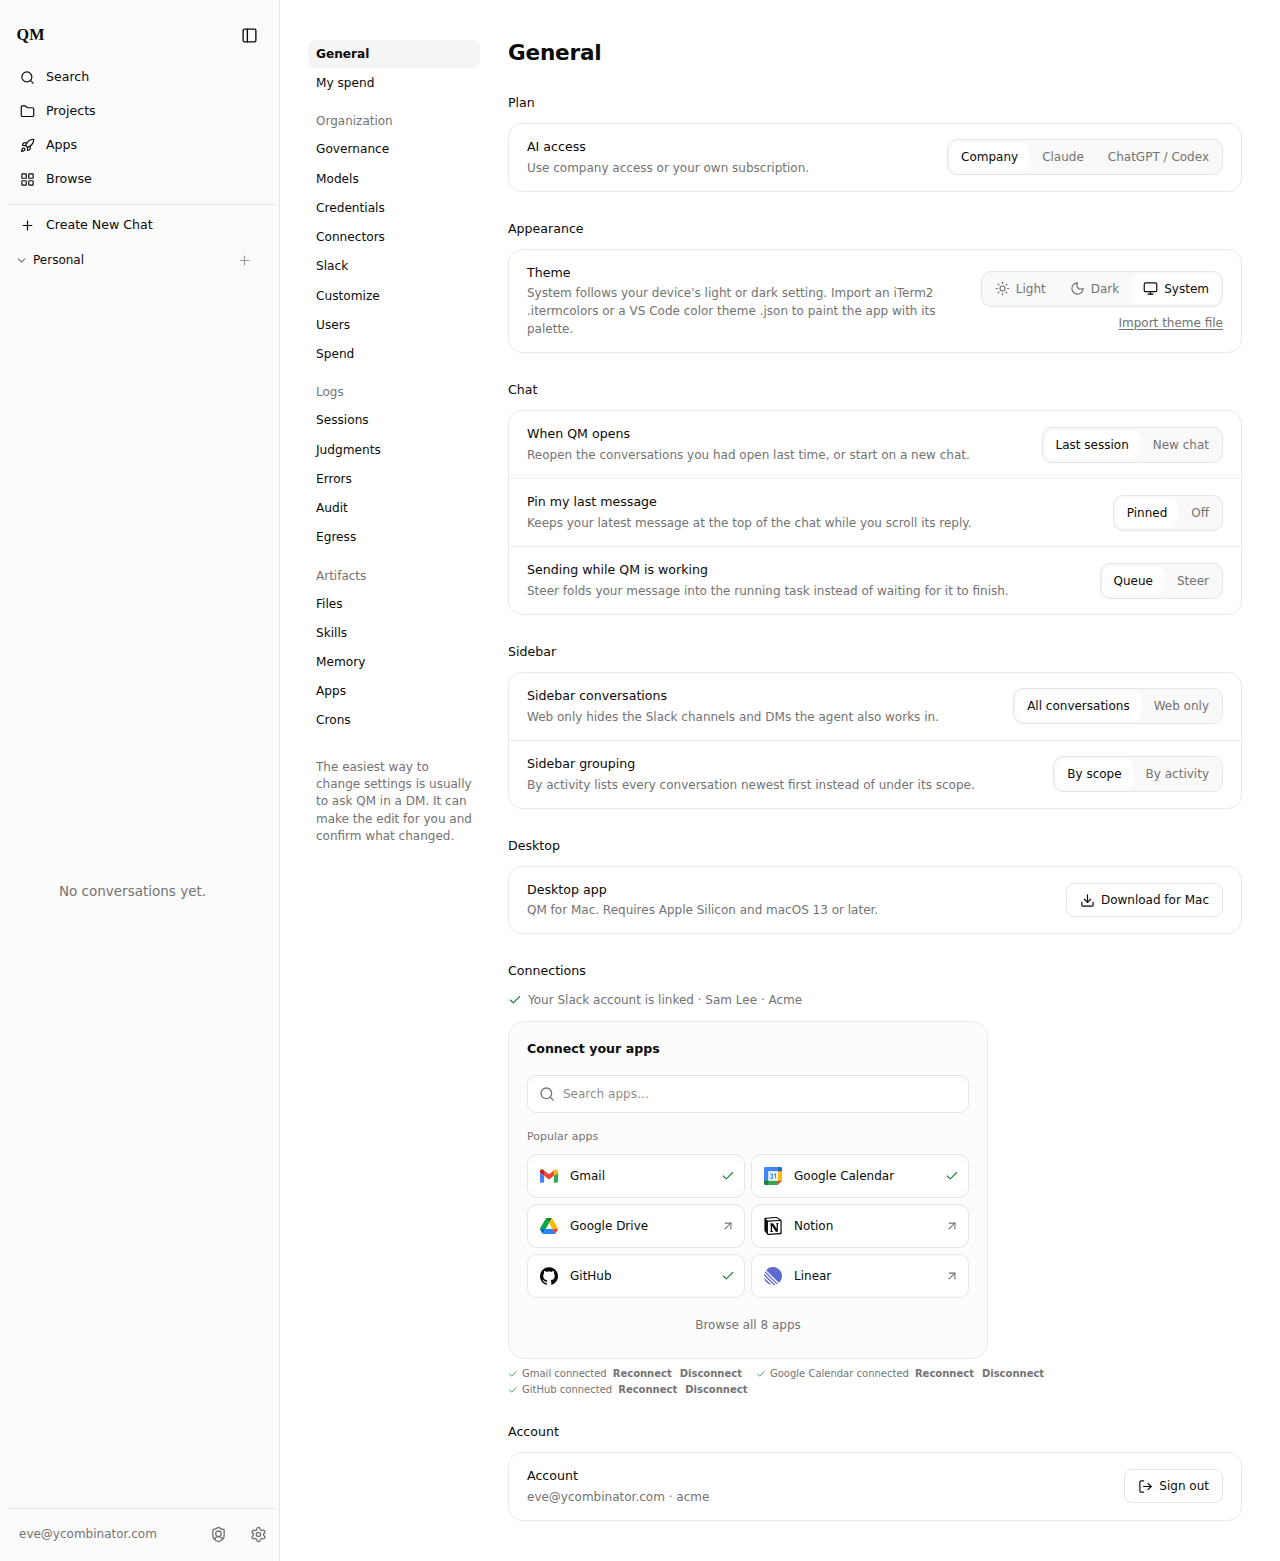 QM
Search
Projects
Apps
Browse
Create New Chat
Personal
No conversations yet.
eve@ycombinator.com
General
My spend
Organization
Governance
Models
Credentials
Connectors
Slack
Customize
Users
Spend
Logs
Sessions
Judgments
Errors
Audit
Egress
Artifacts
Files
Skills
Memory
Apps
Crons
The easiest way to
change settings is usually
to ask QM in a DM. It can
make the edit for you and
confirm what changed.
General
Plan
AI access
Use company access or your own subscription.
Company Claude ChatGPT / Codex
Appearance
Theme
System follows your device's light or dark setting. Import an iTerm2
.itermcolors or a VS Code color theme .json to paint the app with its
palette.
Light Dark System
Import theme file
Chat
When QM opens
Reopen the conversations you had open last time, or start on a new chat.
Last session New chat
Pin my last message
Keeps your latest message at the top of the chat while you scroll its reply.
Pinned Off
Sending while QM is working
Steer folds your message into the running task instead of waiting for it to finish.
Queue Steer
Sidebar
Sidebar conversations
Web only hides the Slack channels and DMs the agent also works in.
All conversations Web only
Sidebar grouping
By activity lists every conversation newest first instead of under its scope.
By scope By activity
Desktop
Desktop app
QM for Mac. Requires Apple Silicon and macOS 13 or later.
Download for Mac
Connections
Your Slack account is linked · Sam Lee · Acme
Connect your apps
Search apps...
Popular apps
Gmail
31 Google Calendar
Google Drive
Notion
GitHub
Linear
Browse all 8 apps
Gmail connected Reconnect Disconnect Google Calendar connected Reconnect Disconnect
GitHub connected Reconnect Disconnect
Account
Account
eve@ycombinator.com · acme
Sign out